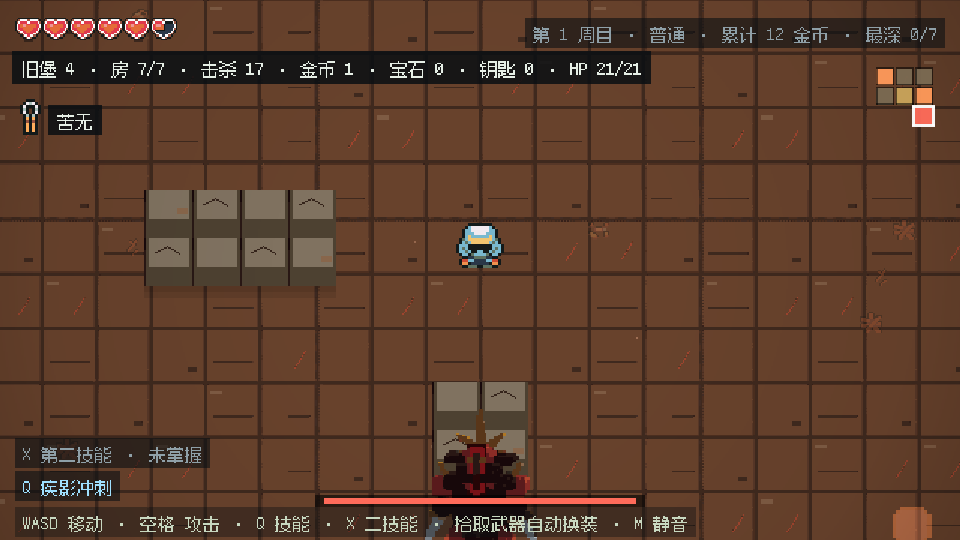 第 1 周目 · 普通 · 累计 12 金币 · 最深 0/7
旧堡 4 · 房 7/7 · 击杀 17 · 金币 1 · 宝石 0 · 钥匙 0 · HP 21/21
苦无
X 第二技能 · 未掌握
Q 疾影冲刺
WASD 移动 · 空格 攻击 · Q 技能 · X 二技能 · 拾取武器自动换装 · M 静音